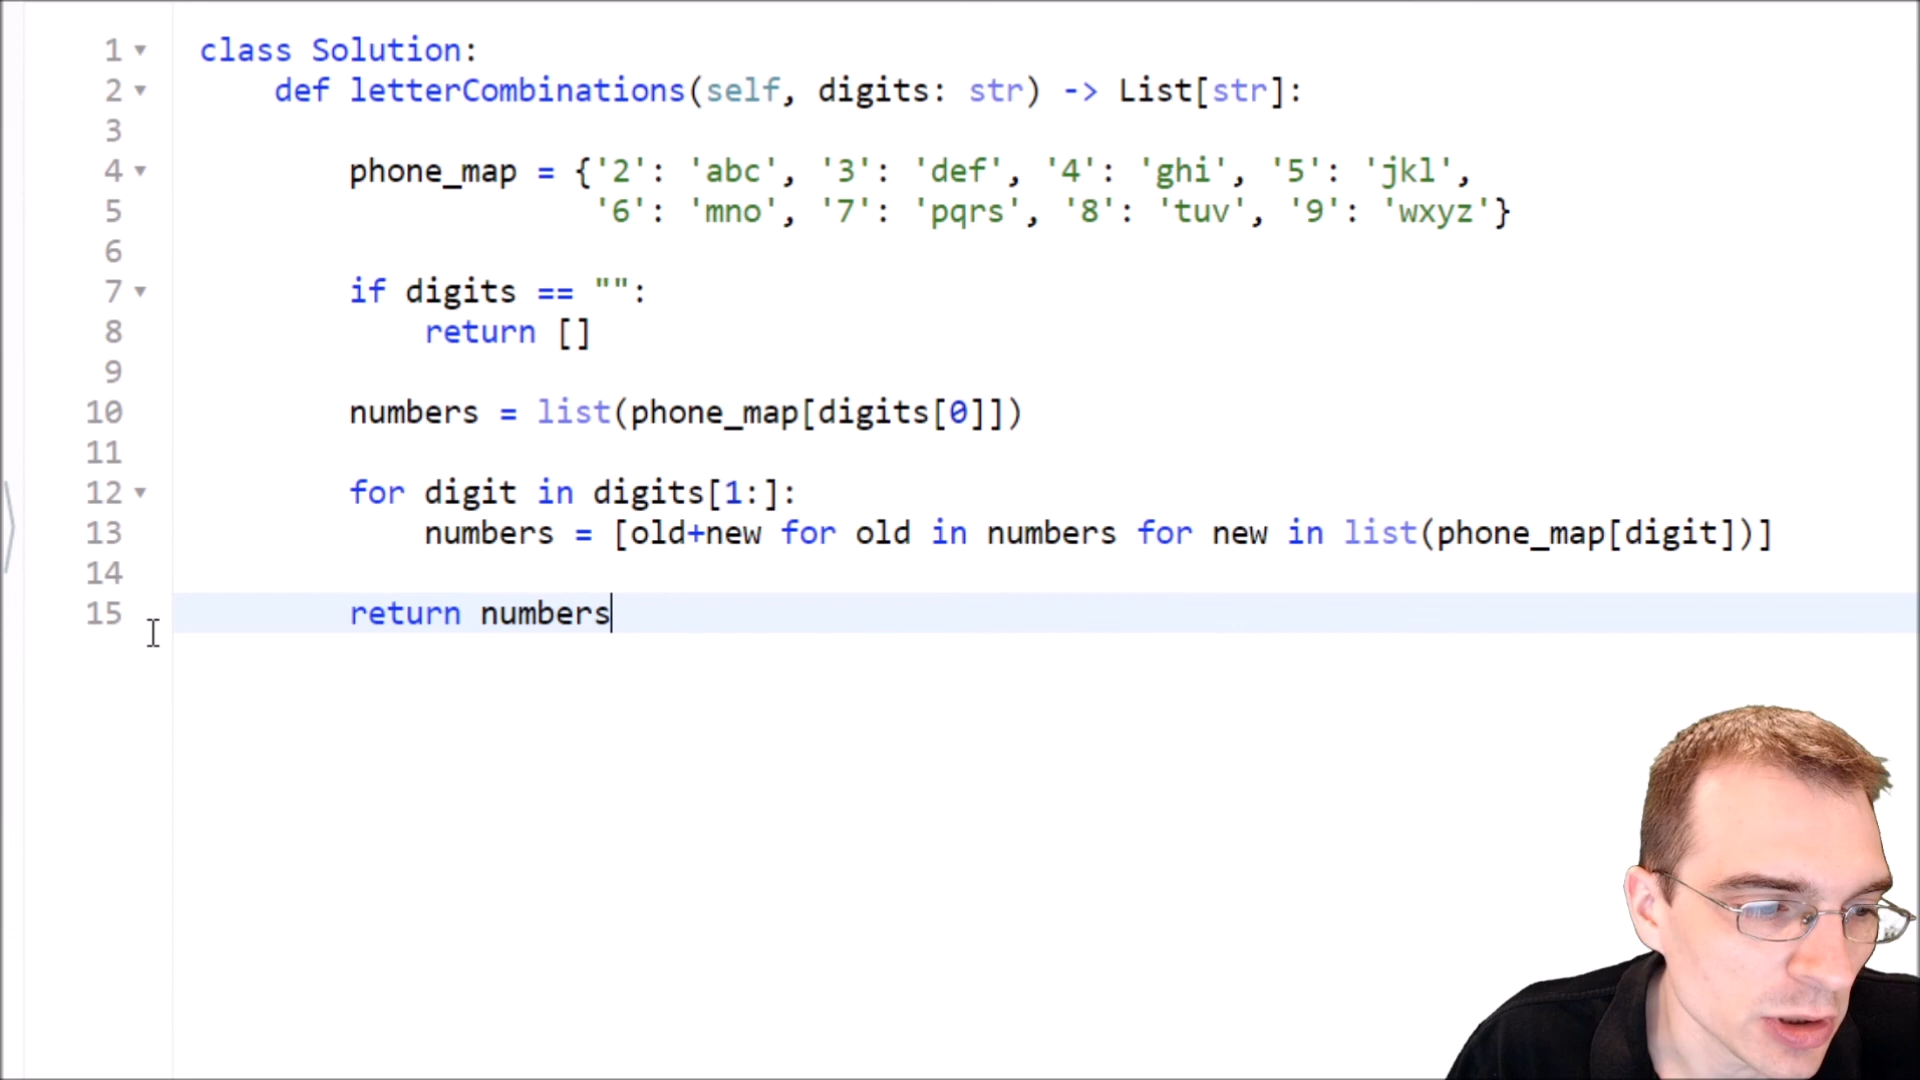 1 class Solution:
2 def letterCombinations(self, digits: str) -> List[str]:
3
4 phone_map = {'2': 'abc', '3': 'def', '4': 'ghi', '5': 'jkl',
5 '6': 'mno', '7': 'pqrs', '8': 'tuv', '9': 'wxyz'}
6
7 if digits == "":
8 return []
9
10 numbers = list(phone_map[digits[0]])
11
12 for digit in digits[1:]:
13 numbers = [old+new for old in numbers for new in list(phone_map[digit])]
14
15 return numbers